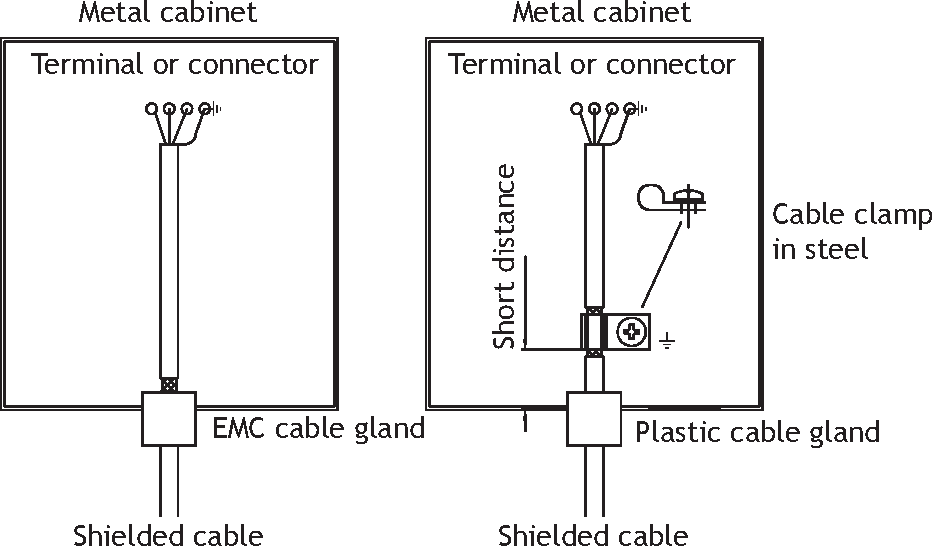 Metal cabinet
Terminal or connector
EMC cable gland
Shielded cable
Metal cabinet
Terminal or connector
Short distance
Cable clamp
in steel
Plastic cable gland
Shielded cable